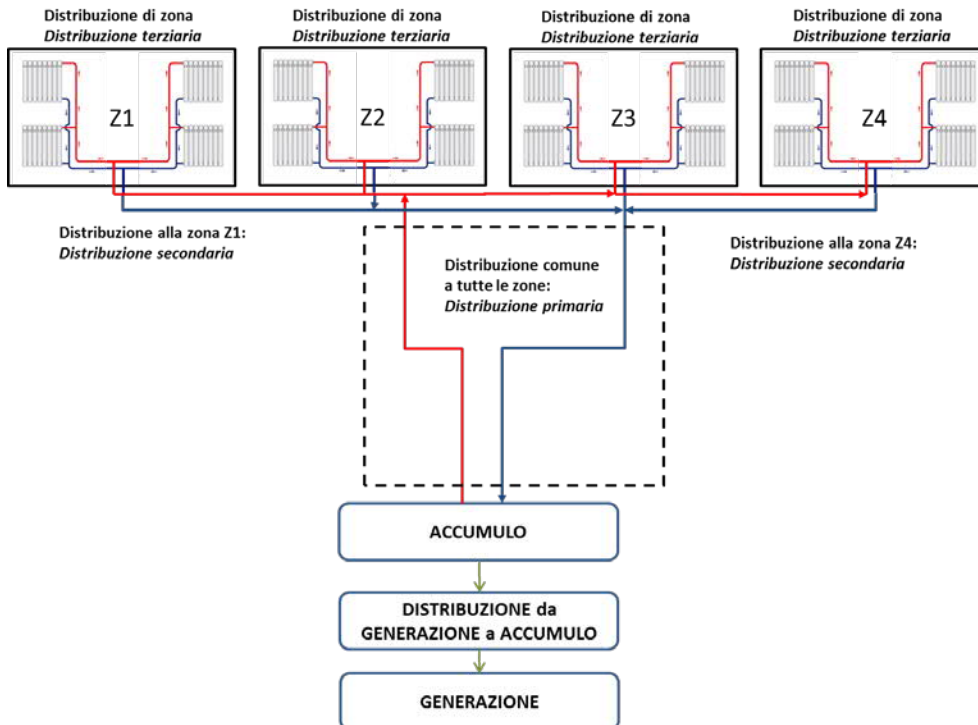 Distribuzione di zona
Distribuzione terziaria
Distribuzione di zona
Distribuzione terziaria
Distribuzione di zona
Distribuzione terziaria
Distribuzione di zona
Distribuzione terziaria
Z1
Z2
Z3
Z4
Distribuzione alla zona Z1:
Distribuzione secondaria
Distribuzione comune
a tutte le zone:
Distribuzione primaria
Distribuzione alla zona Z4:
Distribuzione secondaria
ACCUMULO
DISTRIBUZIONE da
GENERAZIONE a ACCUMULO
GENERAZIONE